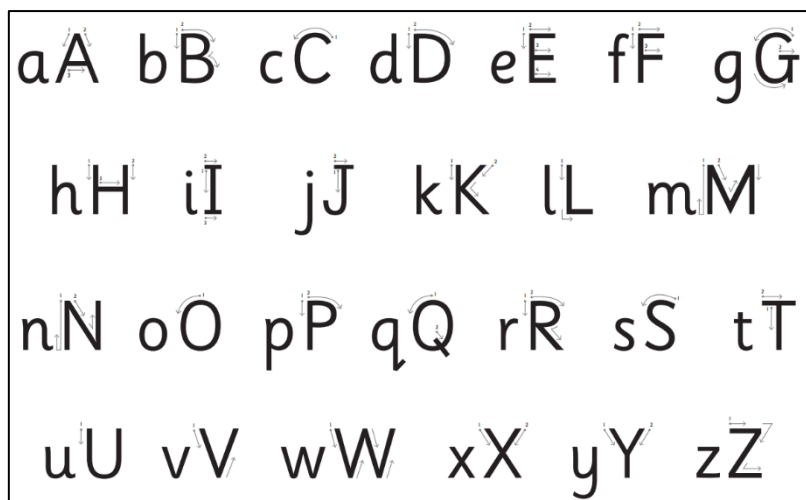 aA bB cC dD eE fF gG
hH iI jJ kK lL mM
nN oO pP qQ rR sS tT
uU vV wW xX yY zZ